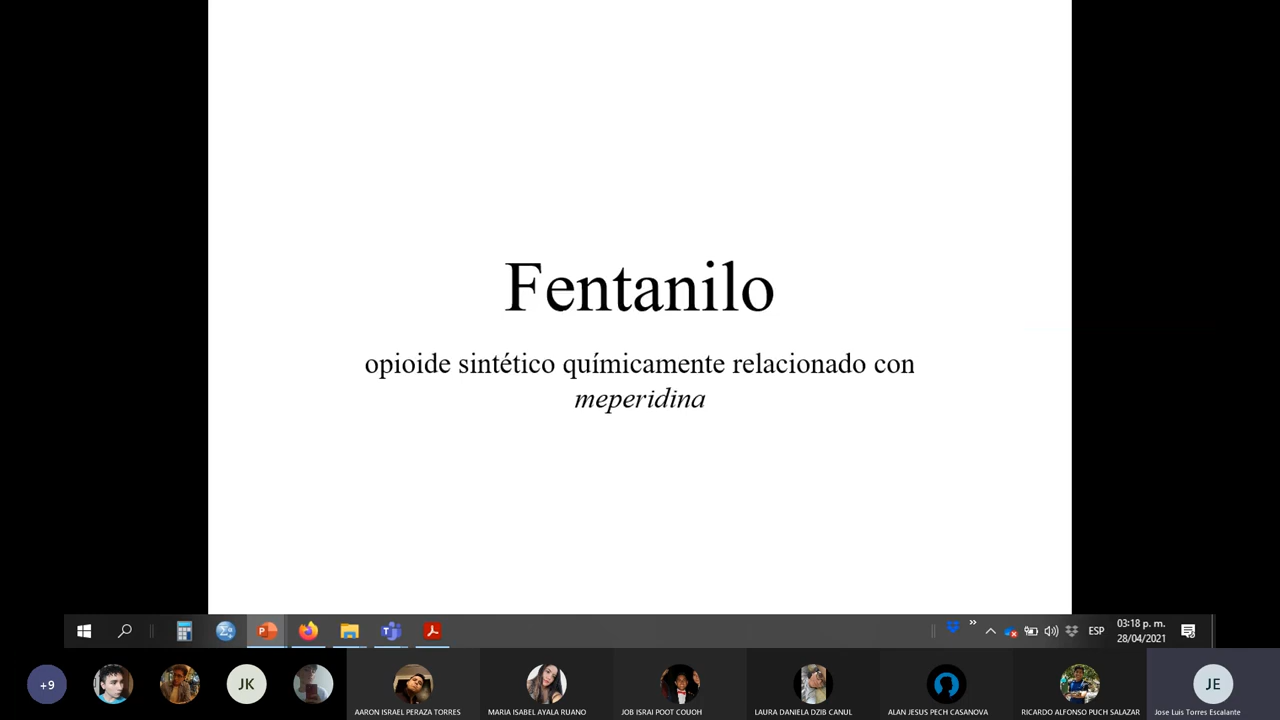 Fentanilo
opioide sintético químicamente relacionado con
meperidina
03:18 p. m.
ESP
28/04/2021
+9
JK
JE
AARON ISRAEL PERAZA TORRES
MARIA ISABEL AYALA RUANO
JOB ISRAI POOT COUOH
LAURA DANIELA DZIB CANUL
ALAN JESUS PECH CASANOVA
RICARDO ALFONSO PUCH SALAZAR
Jose Luis Torres Escalante